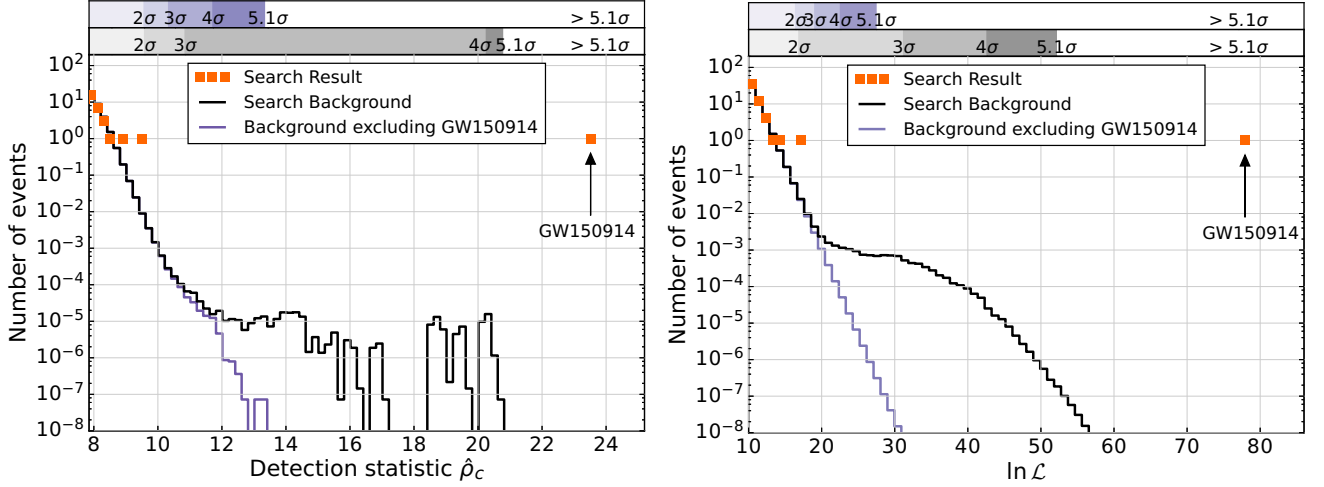 2σ 3σ 4σ 5.1σ > 5.1σ
2σ 3σ 4σ 5.1σ > 5.1σ
10² 10¹ 10⁰ 10⁻¹ 10⁻² 10⁻³ 10⁻⁴ 10⁻⁵ 10⁻⁶ 10⁻⁷ 10⁻⁸
Number of events
Search Result
Search Background
Background excluding GW150914
GW150914
8 10 12 14 16 18 20 22 24
Detection statistic ρ̂c
2σ 3σ 4σ 5.1σ > 5.1σ
2σ 3σ 4σ 5.1σ > 5.1σ
10² 10¹ 10⁰ 10⁻¹ 10⁻² 10⁻³ 10⁻⁴ 10⁻⁵ 10⁻⁶ 10⁻⁷ 10⁻⁸
Number of events
Search Result
Search Background
Background excluding GW150914
GW150914
10 20 30 40 50 60 70 80
ln ℒ